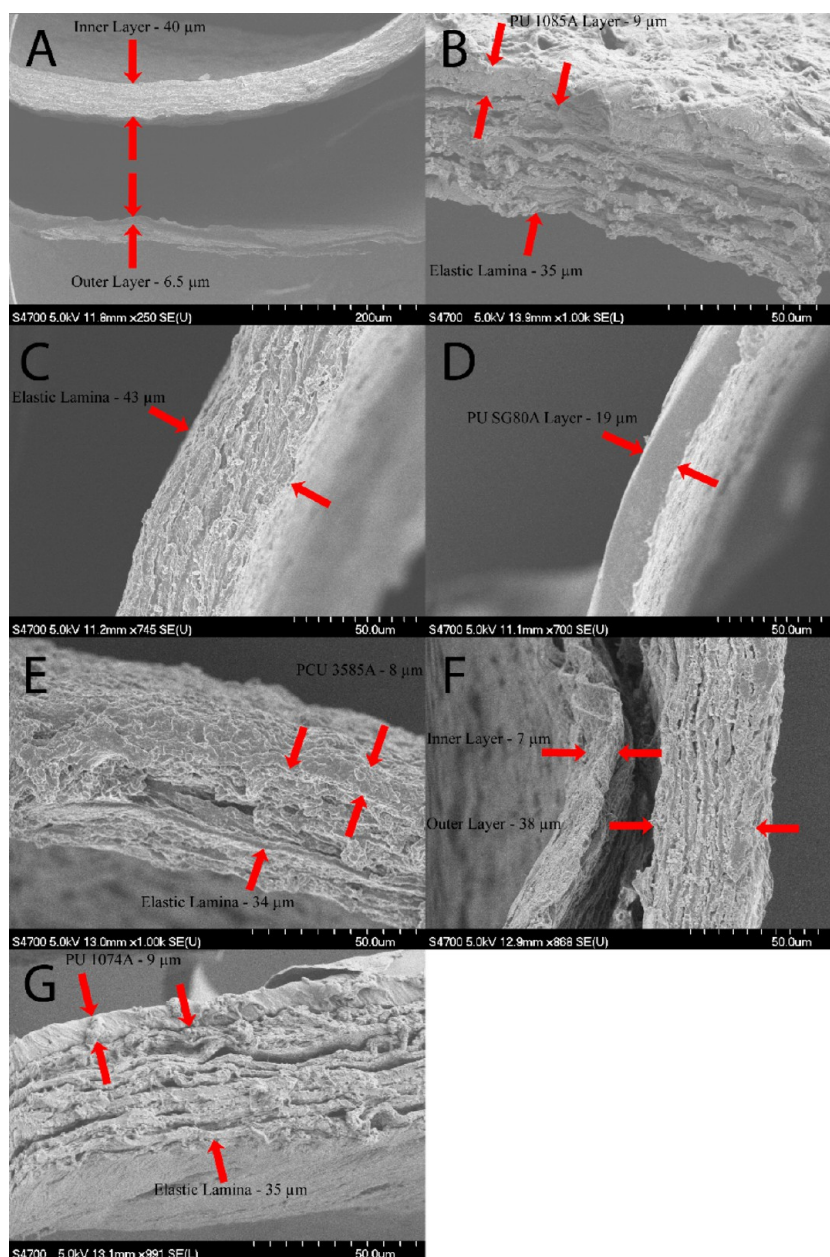 A
Inner Layer - 40 µm
Outer Layer - 6.5 µm
S4700 5.0kV 11.8mm x250 SE(U)
200um
B
PU 1085A Layer - 9 µm
Elastic Lamina - 35 µm
S4700 5.0kV 13.9mm x1.00k SE(L)
50.0um
C
Elastic Lamina - 43 µm
S4700 5.0kV 11.2mm x745 SE(U)
50.0um
D
PU SG80A Layer - 19 µm
S4700 5.0kV 11.1mm x700 SE(U)
50.0um
E
PCU 3585A - 8 µm
Elastic Lamina - 34 µm
S4700 5.0kV 13.0mm x1.00k SE(U)
50.0um
F
Inner Layer - 7 µm
Outer Layer - 38 µm
S4700 5.0kV 12.9mm x868 SE(U)
50.0um
G
PU 1074A - 9 µm
Elastic Lamina - 35 µm
S4700 5.0kV 13.1mm x991 SE(U)
50.0um